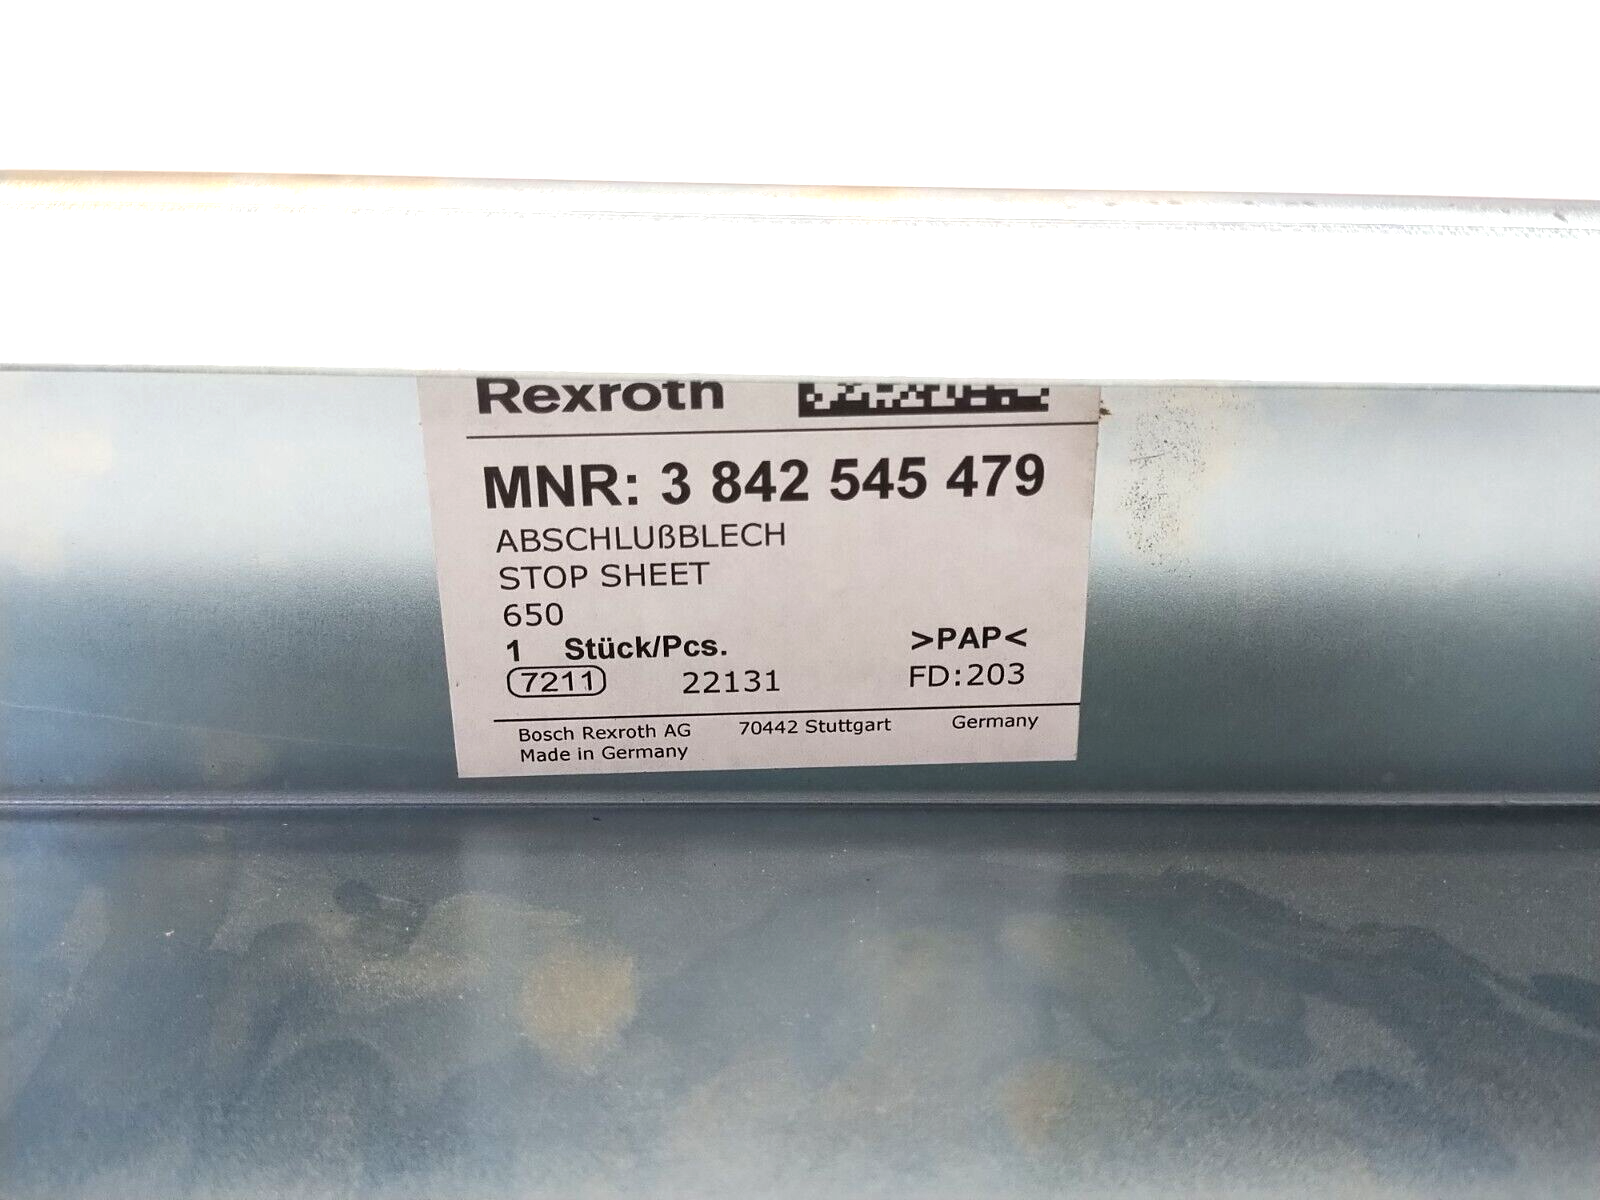 Rexroth
MNR: 3 842 545 479
ABSCHLUßBLECH
STOP SHEET
650
1 Stück/Pcs. >PAP<
7211 22131 FD:203
Bosch Rexroth AG 70442 Stuttgart Germany
Made in Germany